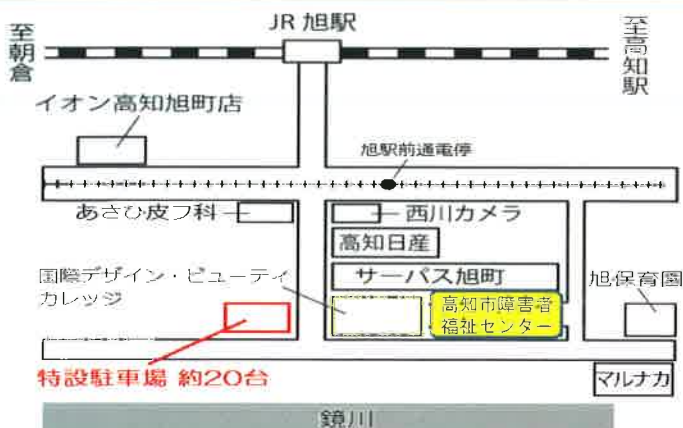 JR 旭駅
至朝倉
至高知駅
イオン高知旭町店
旭駅前通電停
あさひ皮フ科
西川カメラ
高知日産
国際デザイン・ビューティ
カレッジ
サーパス旭町
旭保育園
高知市障害者
福祉センター
特設駐車場 約20台
マルナカ
鏡川